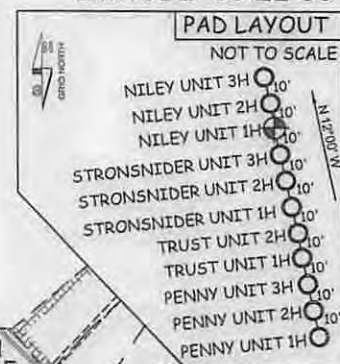 PAD LAYOUT
NOT TO SCALE
GRID NORTH
NILEY UNIT 3H
10'
NILEY UNIT 2H
10'
NILEY UNIT 1H
10'
STRONSNIDER UNIT 3H
10'
STRONSNIDER UNIT 2H
10'
STRONSNIDER UNIT 1H
10'
TRUST UNIT 2H
10'
TRUST UNIT 1H
10'
PENNY UNIT 3H
10'
PENNY UNIT 2H
10'
PENNY UNIT 1H
N 12°00' W